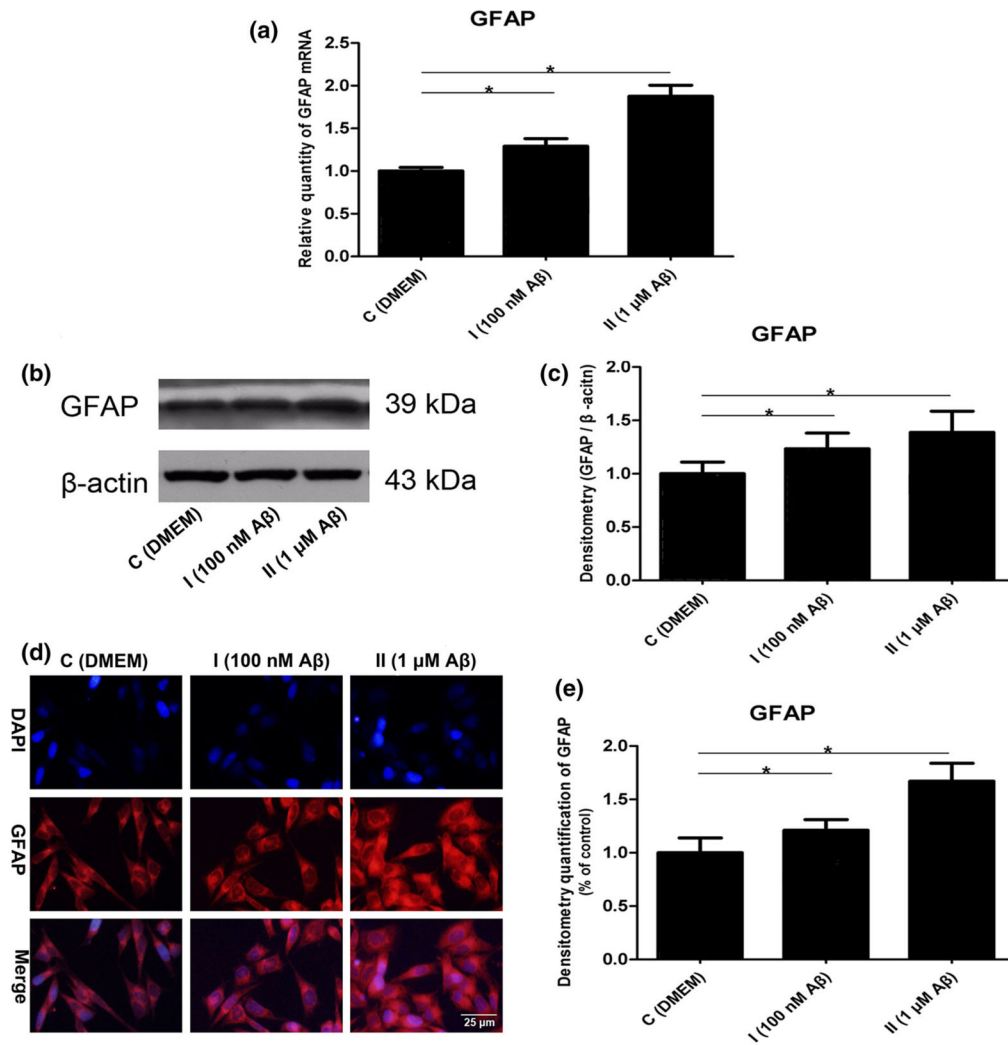 (a)
GFAP
Relative quantity of GFAP mRNA
2.5
2.0
1.5
1.0
0.5
0.0
*
*
C (DMEM)
I (100 nM Aβ)
II (1 µM Aβ)
(b)
GFAP
39 kDa
β-actin
43 kDa
C (DMEM)
I (100 nM Aβ)
II (1 µM Aβ)
(c)
GFAP
Densitometry (GFAP / β -acitn)
2.0
1.5
1.0
0.5
0.0
*
*
C (DMEM)
I (100 nM Aβ)
II (1 µM Aβ)
(d)
C (DMEM)
I (100 nM Aβ)
II (1 µM Aβ)
DAPI
GFAP
Merge
25 µm
(e)
GFAP
Densitometry quantification of GFAP
(% of control)
2.0
1.5
1.0
0.5
0.0
*
*
C (DMEM)
I (100 nM Aβ)
II (1 µM Aβ)